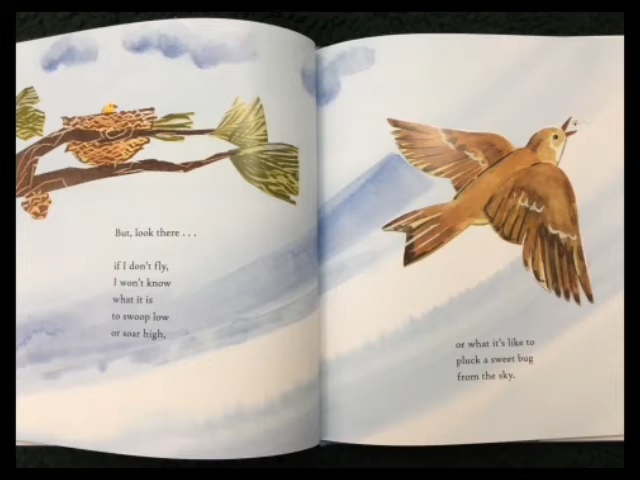 But, look there . . .
if I don't fly,
I won't know
what it is
to swoop low
or soar high,
or what it's like to
pluck a sweet bug
from the sky.